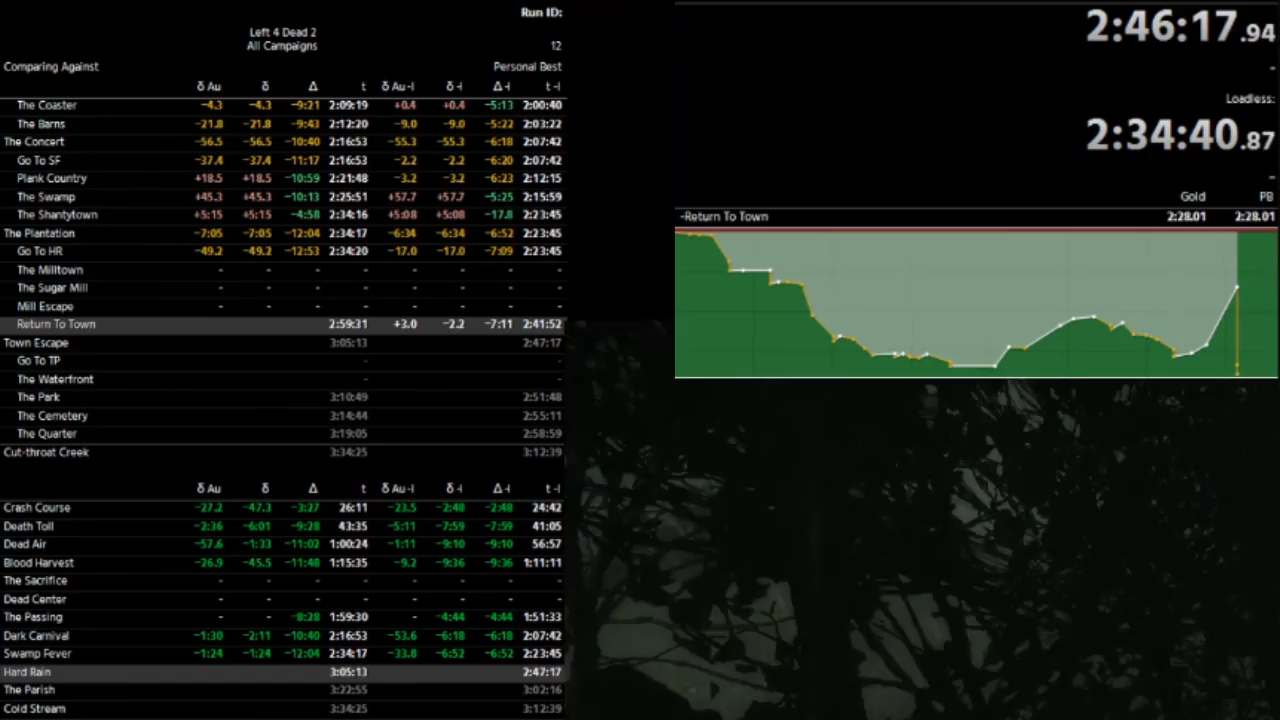 Run ID:
Left 4 Dead 2
All Campaigns
12
Comparing Against
Personal Best
δ Au δ Δ t δ Au -l δ -l Δ -l t -l
The Coaster −4.3 −4.3 −9:21 2:09:19 +0.4 +0.4 −5:13 2:00:40
The Barns −21.8 −21.8 −9:43 2:12:20 −9.0 −9.0 −5:22 2:03:22
The Concert −56.5 −56.5 −10:40 2:16:53 −55.3 −55.3 −6:18 2:07:42
Go To SF −37.4 −37.4 −11:17 2:16:53 −2.2 −2.2 −6:20 2:07:42
Plank Country +18.5 +18.5 −10:59 2:21:48 −3.2 −3.2 −6:23 2:12:15
The Swamp +45.3 +45.3 −10:13 2:25:51 +57.7 +57.7 −5:25 2:15:59
The Shantytown +5:15 +5:15 −4:58 2:34:16 +5:08 +5:08 −17.8 2:23:45
The Plantation −7:05 −7:05 −12:04 2:34:17 −6:34 −6:34 −6:52 2:23:45
Go To HR −49.2 −49.2 −12:53 2:34:20 −17.0 −17.0 −7:09 2:23:45
The Milltown - - - - - - - -
The Sugar Mill - - - - - - - -
Mill Escape - - - - - - - -
Return To Town 2:59:31 +3.0 −2.2 −7:11 2:41:52
Town Escape 3:05:13 2:47:17
Go To TP - -
The Waterfront - -
The Park 3:10:49 2:51:48
The Cemetery 3:14:44 2:55:11
The Quarter 3:19:05 2:58:59
Cut-throat Creek 3:34:25 3:12:39
δ Au δ Δ t δ Au -l δ -l Δ -l t -l
Crash Course −27.2 −47.3 −3:27 26:11 −23.5 −2:48 −2:48 24:42
Death Toll −2:36 −6:01 −9:28 43:35 −5:11 −7:59 −7:59 41:05
Dead Air −57.6 −1:33 −11:02 1:00:24 −1:11 −9:10 −9:10 56:57
Blood Harvest −26.9 −45.5 −11:48 1:15:35 −9.2 −9:36 −9:36 1:11:11
The Sacrifice - - - - - - - -
Dead Center - - - - - - - -
The Passing - - −8:28 1:59:30 - −4:44 −4:44 1:51:33
Dark Carnival −1:30 −2:11 −10:40 2:16:53 −53.6 −6:18 −6:18 2:07:42
Swamp Fever −1:24 −1:24 −12:04 2:34:17 −33.8 −6:52 −6:52 2:23:45
Hard Rain 3:05:13 2:47:17
The Parish 3:22:55 3:02:16
Cold Stream 3:34:25 3:12:39
2:46:17.94
-
Loadless:
2:34:40.87
-
Gold PB
-Return To Town 2:28.01 2:28.01